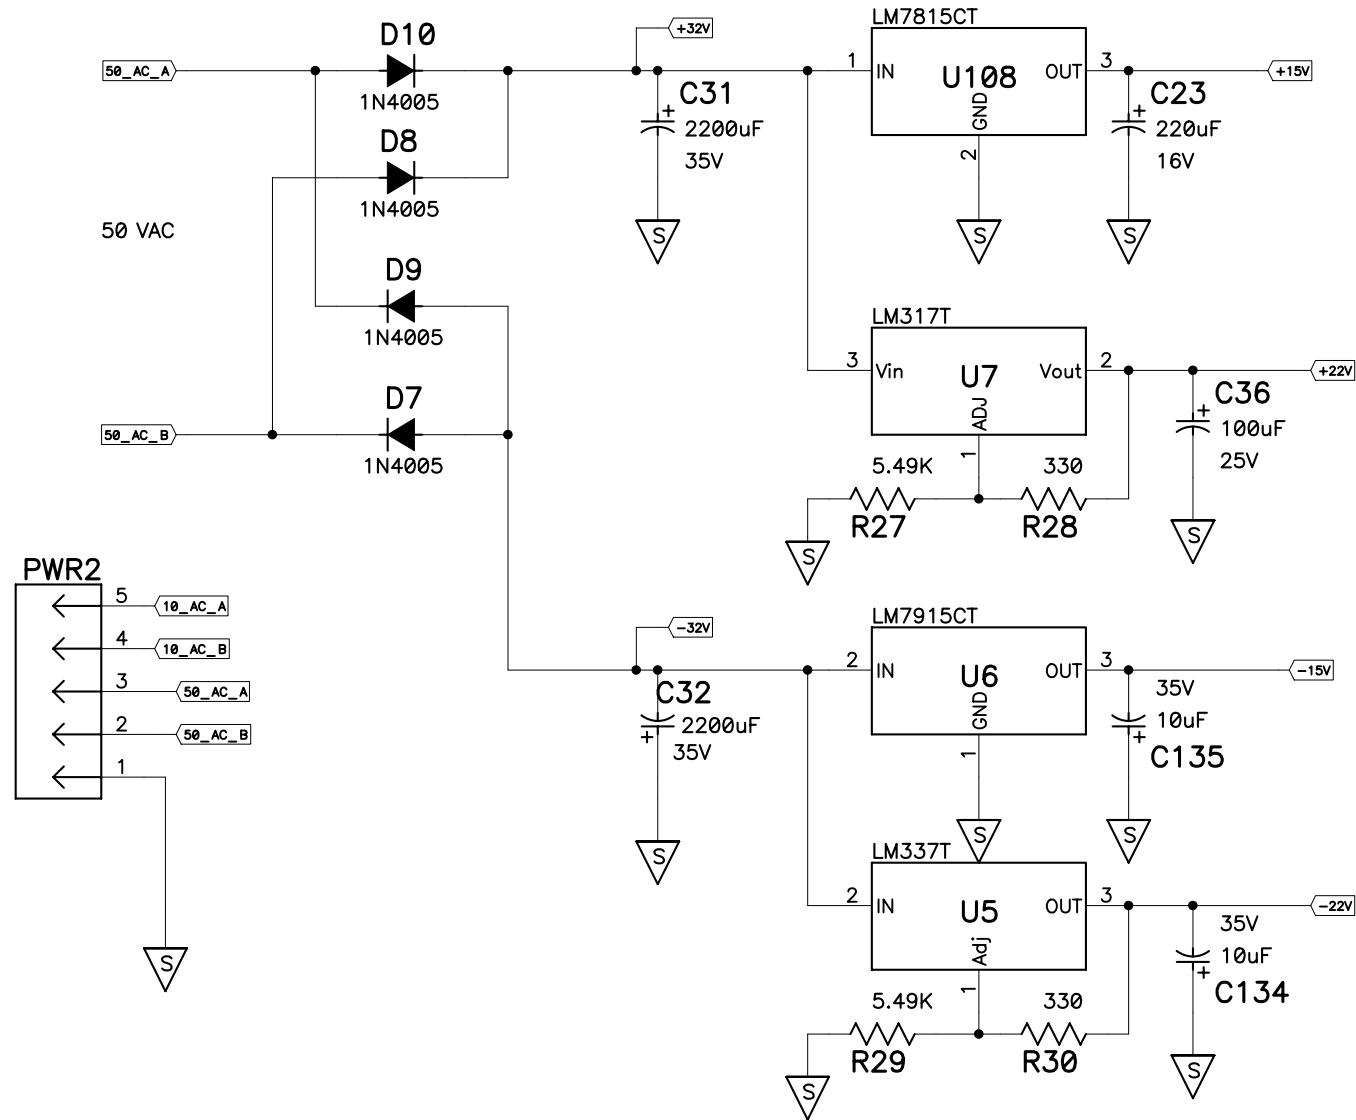 LM7815CT
D10
+32V
50_AC_A
1 IN U108 OUT 3
+15V
1N4005
C31
2200uF
35V
GND
2
C23
220uF
16V
D8
1N4005
50 VAC
S
S
S
D9
1N4005
LM317T
3 Vin U7 Vout 2
+22V
ADJ
1
D7
1N4005
50_AC_B
C36
100uF
25V
5.49K
330
R27
R28
S
S
PWR2
5 10_AC_A
4 10_AC_B
3 50_AC_A
2 50_AC_B
1
S
LM7915CT
-32V
2 IN U6 OUT 3
-15V
GND
1
C32
2200uF
35V
35V
10uF
C135
S
S
S
LM337T
2 IN U5 OUT 3
-22V
Adj
1
35V
10uF
C134
5.49K
330
R29
R30
S
S